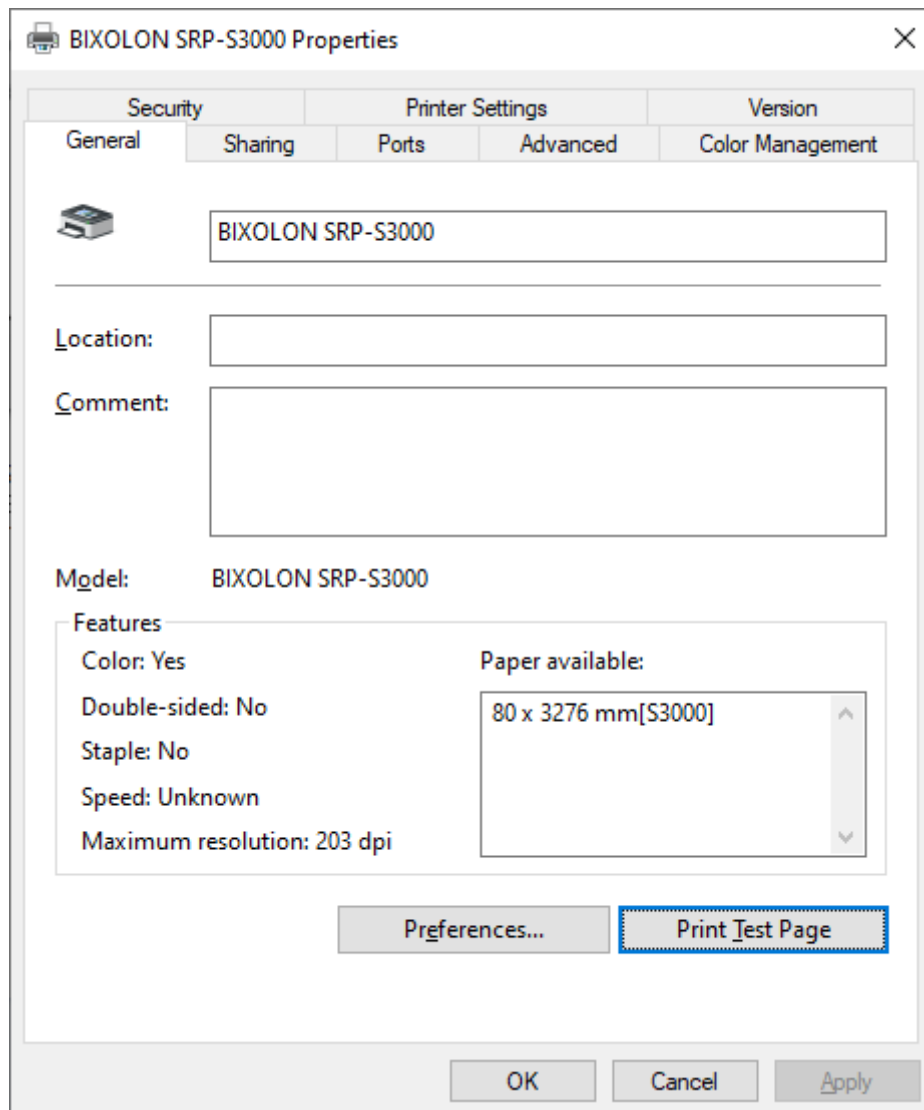 BIXOLON SRP-S3000 Properties
Security Printer Settings Version
General Sharing Ports Advanced Color Management
BIXOLON SRP-S3000
Location:
Comment:
Model: BIXOLON SRP-S3000
Features
Color: Yes Paper available:
Double-sided: No 80 x 3276 mm[S3000]
Staple: No
Speed: Unknown
Maximum resolution: 203 dpi
Preferences... Print Test Page
OK Cancel Apply